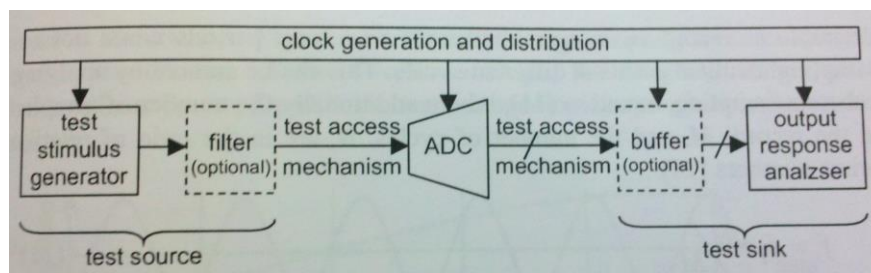 clock generation and distribution
test
stimulus
generator
filter
(optional)
test access
mechanism
ADC
test access
mechanism
buffer
(optional)
output
response
analzser
test source
test sink